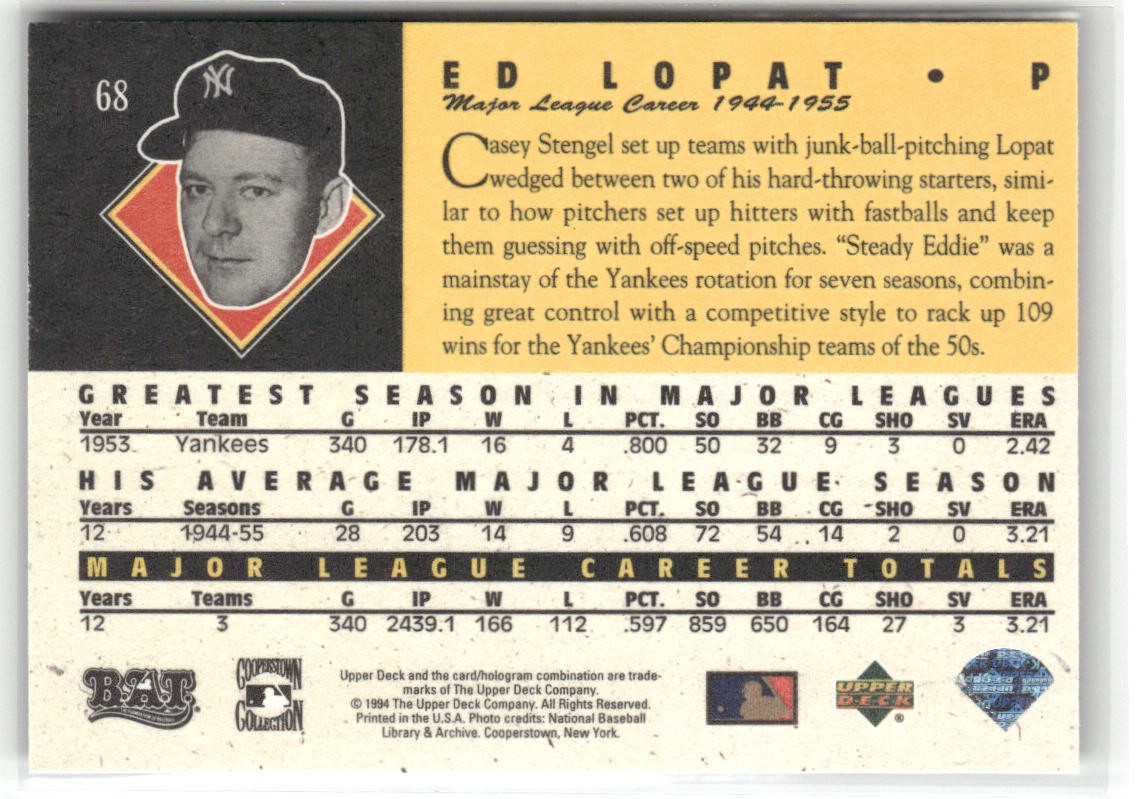 68
NY
ED LOPAT • P
Major League Career 1944-1955
Casey Stengel set up teams with junk-ball-pitching Lopat
wedged between two of his hard-throwing starters, simi-
lar to how pitchers set up hitters with fastballs and keep
them guessing with off-speed pitches. “Steady Eddie” was a
mainstay of the Yankees rotation for seven seasons, combin-
ing great control with a competitive style to rack up 109
wins for the Yankees’ Championship teams of the 50s.
GREATEST SEASON IN MAJOR LEAGUES
Year Team G IP W L PCT. SO BB CG SHO SV ERA
1953 Yankees 340 178.1 16 4 .800 50 32 9 3 0 2.42
HIS AVERAGE MAJOR LEAGUE SEASON
Years Seasons G IP W L PCT. SO BB CG SHO SV ERA
12 1944-55 28 203 14 9 .608 72 54 14 2 0 3.21
MAJOR LEAGUE CAREER TOTALS
Years Teams G IP W L PCT. SO BB CG SHO SV ERA
12 3 340 2439.1 166 112 .597 859 650 164 27 3 3.21
B.A.T.
COOPERSTOWN
COLLECTION
Upper Deck and the card/hologram combination are trade-
marks of The Upper Deck Company.
© 1994 The Upper Deck Company. All Rights Reserved.
Printed in the U.S.A. Photo credits: National Baseball
Library & Archive. Cooperstown, New York.
UPPER
DECK
®